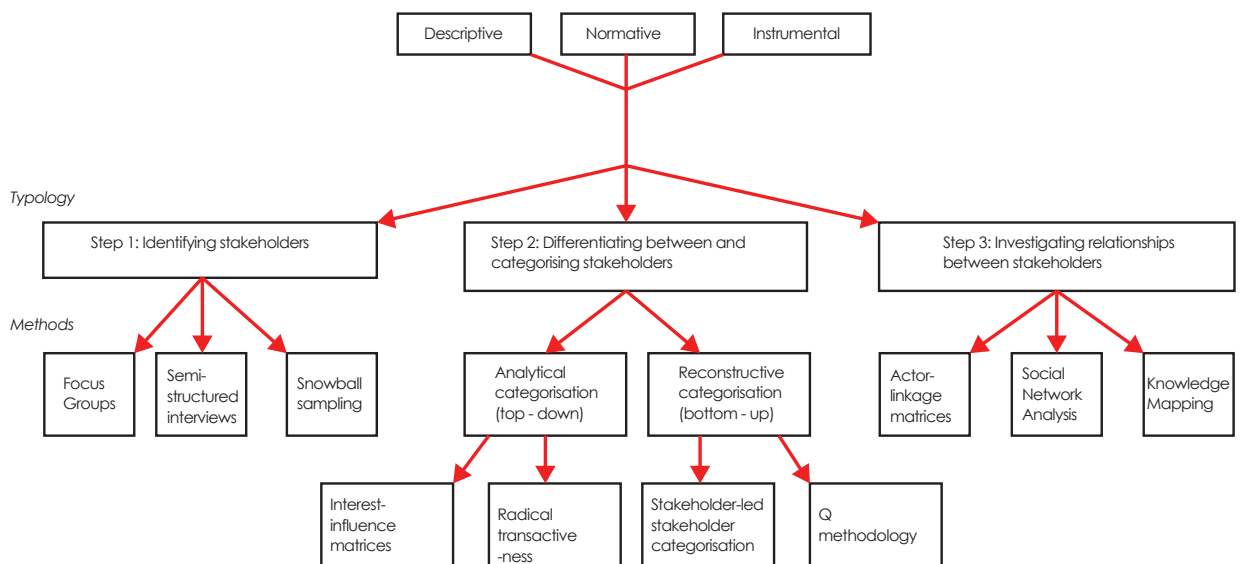 Descriptive
Normative
Instrumental
Typology
Step 1: Identifying stakeholders
Step 2: Differentiating between and
categorising stakeholders
Step 3: Investigating relationships
between stakeholders
Methods
Focus
Groups
Semi-
structured
interviews
Snowball
sampling
Analytical
categorisation
(top - down)
Reconstructive
categorisation
(bottom - up)
Actor-
linkage
matrices
Social
Network
Analysis
Knowledge
Mapping
Interest-
influence
matrices
Radical
transactive
-ness
Stakeholder-led
stakeholder
categorisation
Q
methodology